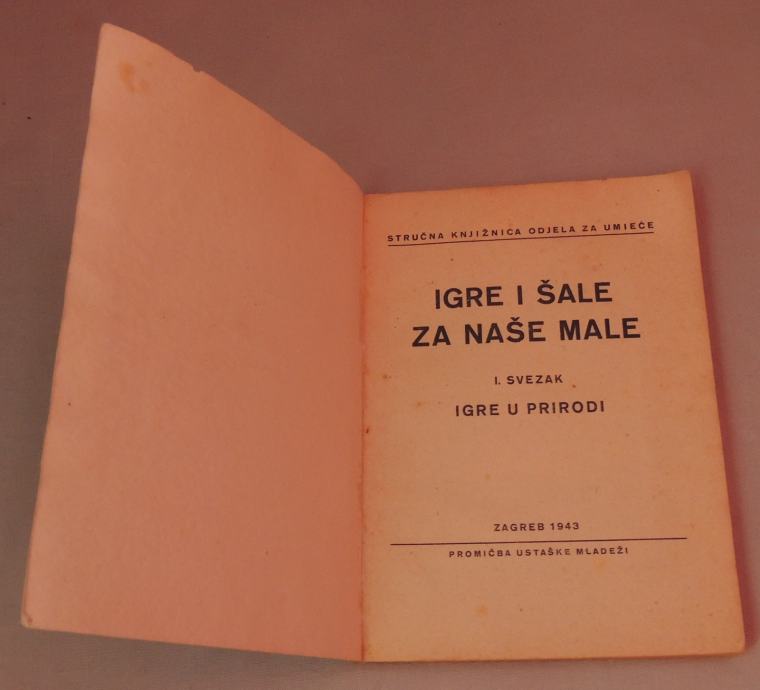 STRUČNA KNJIŽNICA ODJELA ZA UMIEĆE
IGRE I ŠALE
ZA NAŠE MALE
I. SVEZAK
IGRE U PRIRODI
ZAGREB 1943
PROMIČBA USTAŠKE MLADEŽI